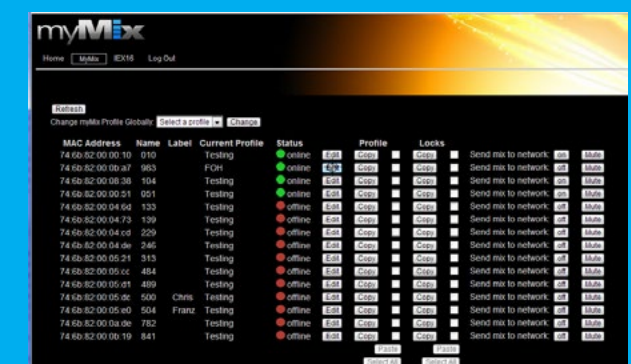 myMix
Home MyMix IEX16 Log Out
Refresh
Change myMix Profile Globally: Select a profile Change
MAC Address Name Label Current Profile Status Profile Locks
74:6b:82:00:00:10 010 Testing online Edit Copy Copy Send mix to network: on Mute
74:6b:82:00:0b:a7 983 FOH online Edit Copy Copy Send mix to network: off Mute
74:6b:82:00:08:38 104 Testing online Edit Copy Copy Send mix to network: on Mute
74:6b:82:00:00:51 051 Testing online Edit Copy Copy Send mix to network: off Mute
74:6b:82:00:04:6d 133 Testing offline Edit Copy Copy Send mix to network: off Mute
74:6b:82:00:04:73 139 Testing offline Edit Copy Copy Send mix to network: off Mute
74:6b:82:00:04:cd 229 Testing offline Edit Copy Copy Send mix to network: off Mute
74:6b:82:00:04:de 246 Testing offline Edit Copy Copy Send mix to network: off Mute
74:6b:82:00:05:21 313 Testing offline Edit Copy Copy Send mix to network: off Mute
74:6b:82:00:05:cc 484 Testing offline Edit Copy Copy Send mix to network: off Mute
74:6b:82:00:05:d1 489 Testing offline Edit Copy Copy Send mix to network: off Mute
74:6b:82:00:05:dc 500 Chris Testing offline Edit Copy Copy Send mix to network: off Mute
74:6b:82:00:05:e0 504 Franz Testing offline Edit Copy Copy Send mix to network: off Mute
74:6b:82:00:0a:de 782 Testing offline Edit Copy Copy Send mix to network: off Mute
74:6b:82:00:0b:19 841 Testing offline Edit Copy Copy Send mix to network: off Mute
Paste Paste
Select All Select All